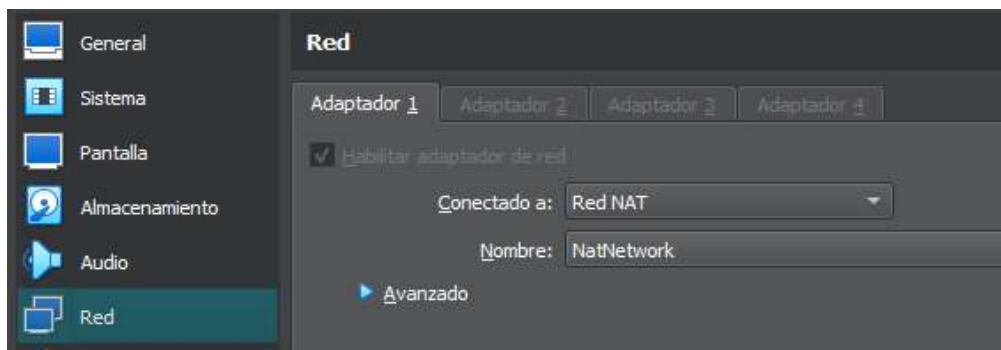 General
Sistema
Pantalla
Almacenamiento
Audio
Red
Red
Adaptador 1 Adaptador 2 Adaptador 3 Adaptador 4
Habilitar adaptador de red
Conectado a: Red NAT
Nombre: NatNetwork
Avanzado